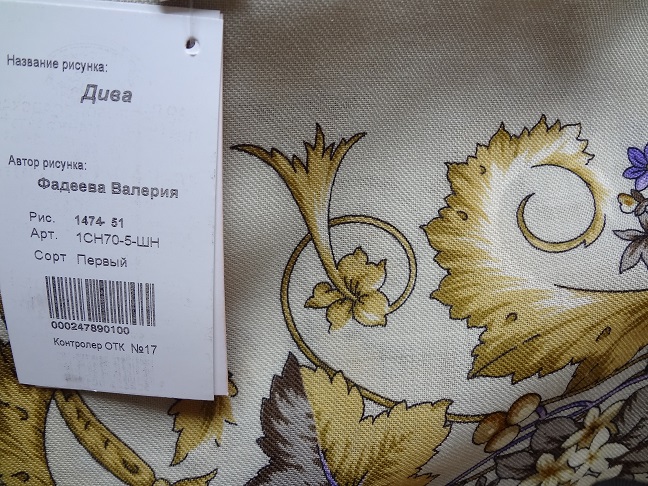 Название рисунка:
Дива
Автор рисунка:
Фадеева Валерия
Рис. 1474- 51
Арт. 1СН70-5-ШН
Сорт Первый
000247890100
Контролер ОТК №17